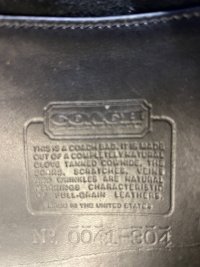 COACH
THIS IS A COACH BAG. IT IS MADE
OUT OF A COMPLETELY NATURAL
GLOVE TANNED COWHIDE, THE
SCARS, SCRATCHES, VEINS
AND WRINKLES ARE NATURAL
MARKINGS CHARACTERISTIC
OF FULL-GRAIN LEATHERS.
MADE IN THE UNITED STATES
Nº 0041-304